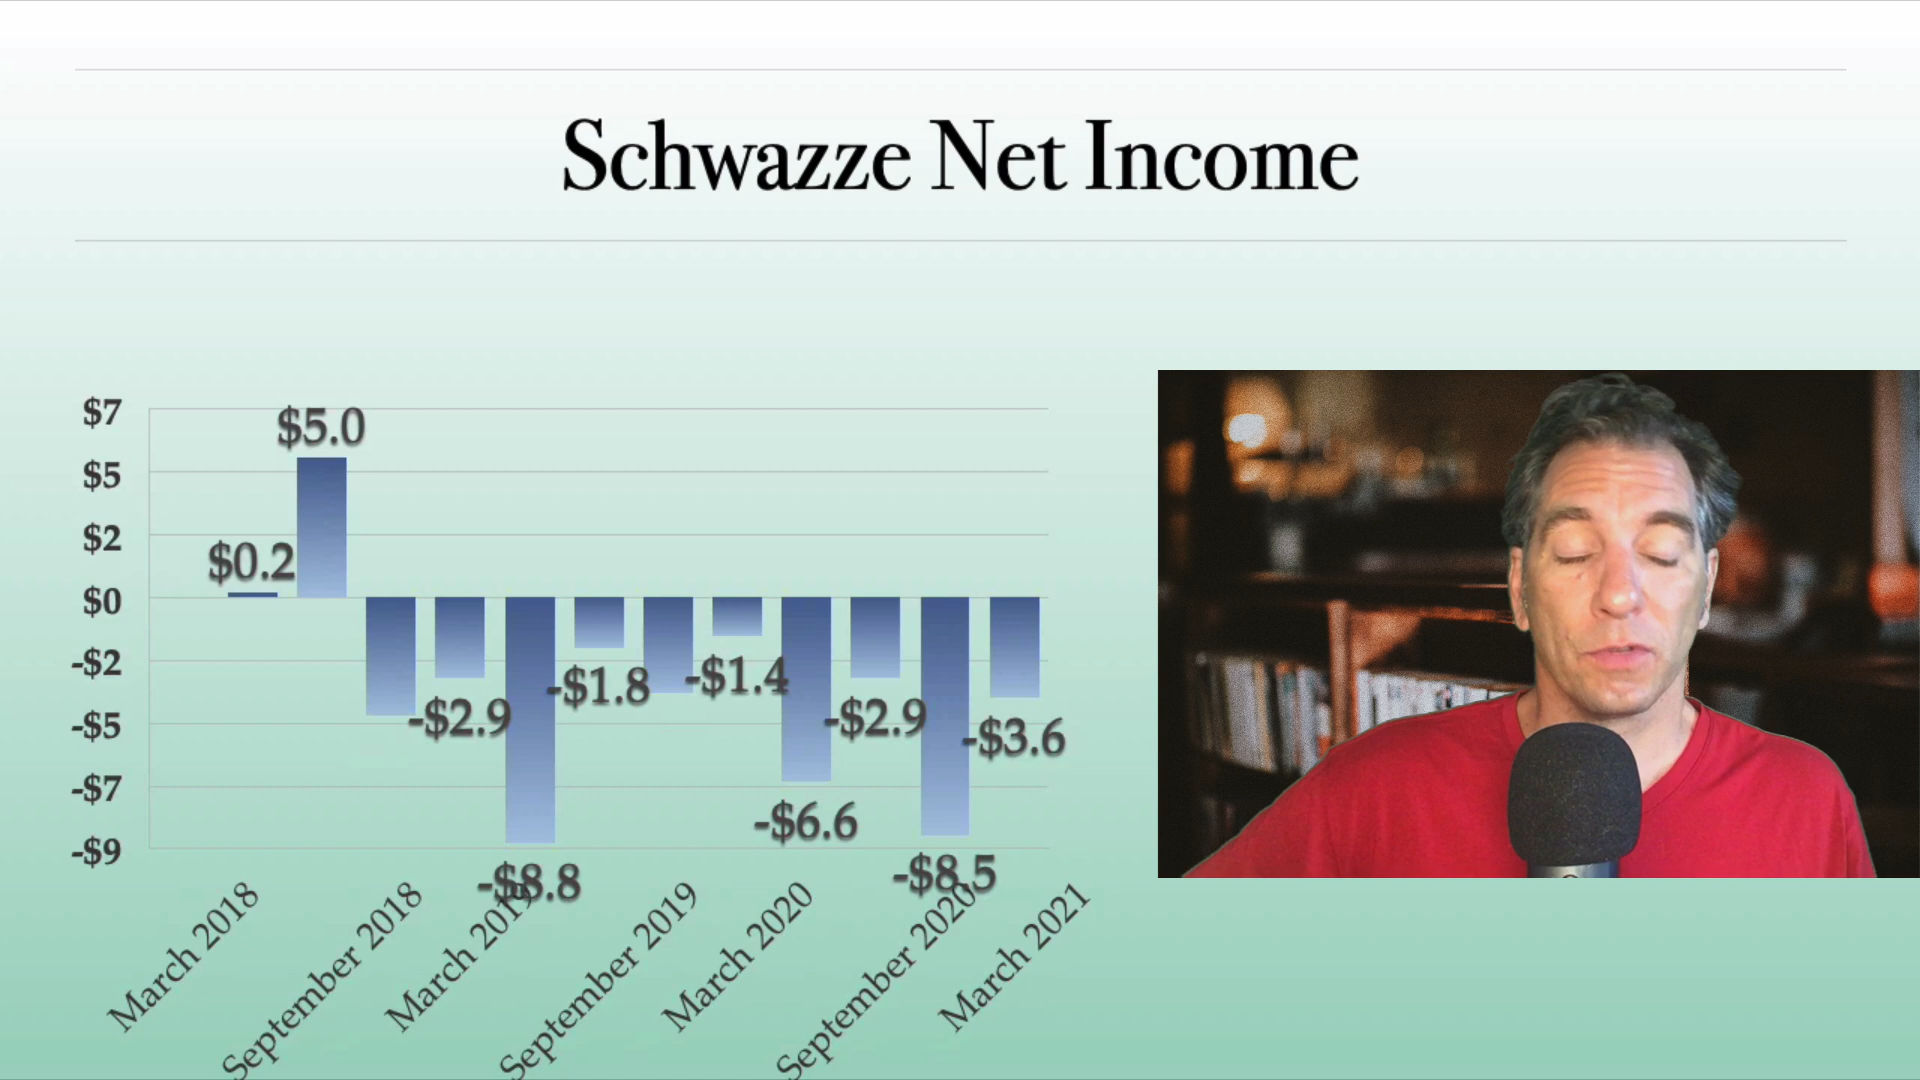 Schwazze Net Income
$7
$5
$2
$0
-$2
-$5
-$7
-$9
$0.2
$5.0
-$2.9
-$8.8
-$1.8
-$1.4
-$6.6
-$2.9
-$8.5
-$3.6
March 2018
September 2018
March 2019
September 2019
March 2020
September 2020
March 2021